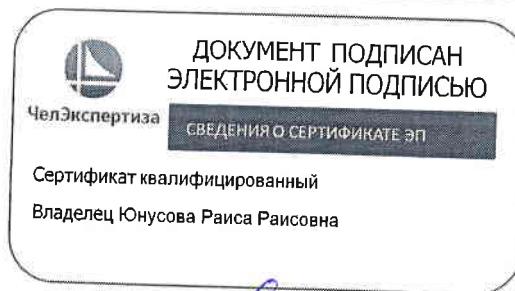 ДОКУМЕНТ ПОДПИСАН
ЭЛЕКТРОННОЙ ПОДПИСЬЮ
ЧелЭкспертиза
СВЕДЕНИЯ О СЕРТИФИКАТЕ ЭП
Сертификат квалифицированный
Владелец Юнусова Раиса Раисовна